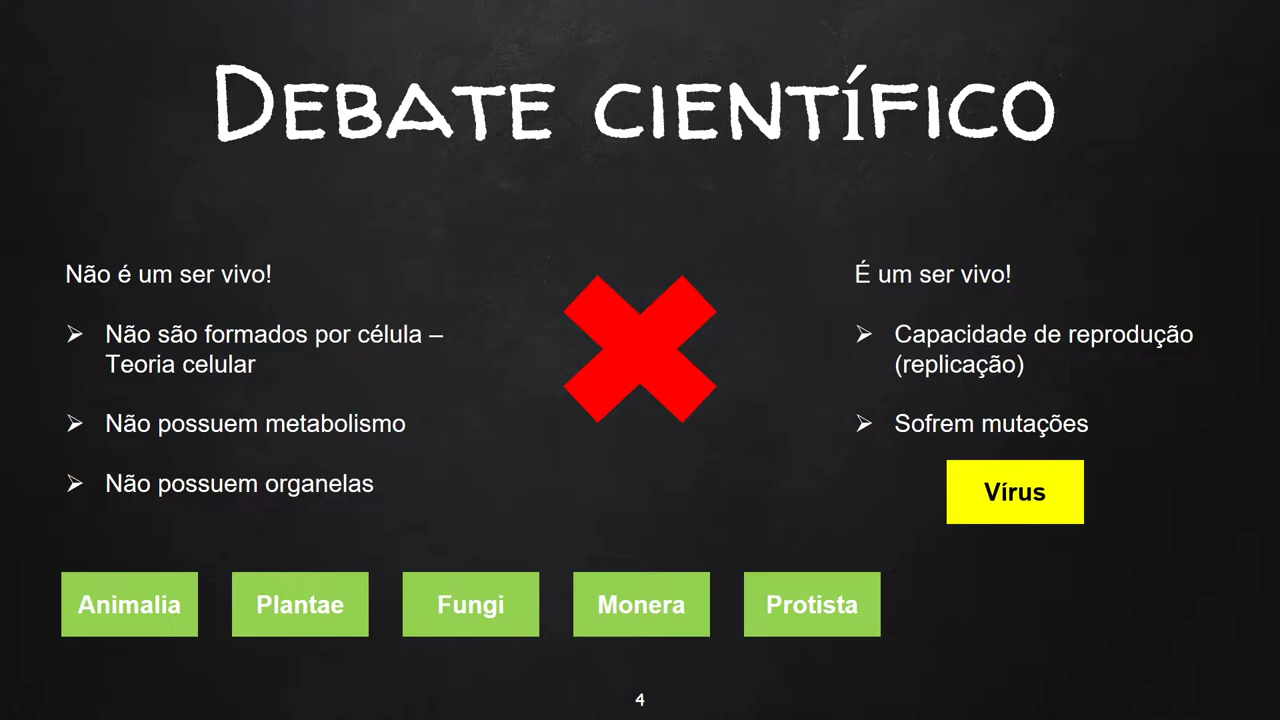 Debate científico
Não é um ser vivo!
➢ Não são formados por célula –
Teoria celular
➢ Não possuem metabolismo
➢ Não possuem organelas
É um ser vivo!
➢ Capacidade de reprodução
(replicação)
➢ Sofrem mutações
Vírus
Animalia
Plantae
Fungi
Monera
Protista
4